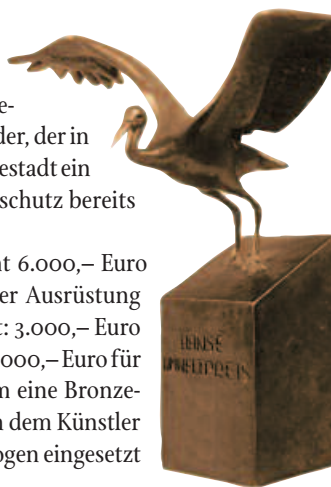 e-
der, der in
estadt ein
schutz bereits
t 6.000,– Euro
er Ausrüstung
t: 3.000,– Euro
.000,– Euro für
m eine Bronze-
n dem Künstler
ogen eingesetzt
HANSE
UMWELTPREIS